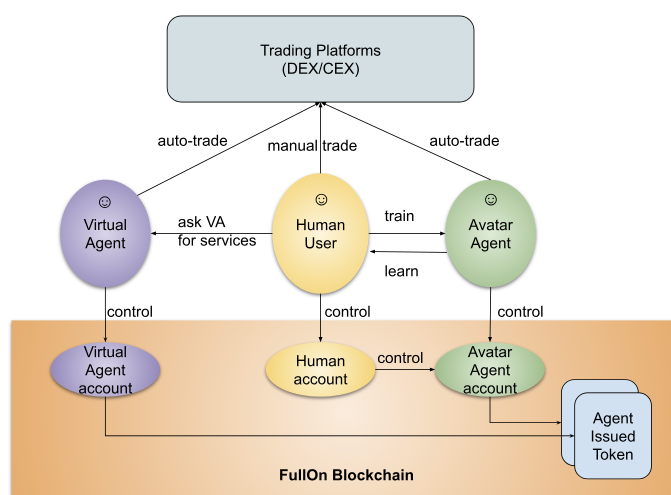 Trading Platforms
(DEX/CEX)
auto-trade
manual trade
auto-trade
Virtual
Agent
ask VA
for services
Human
User
train
learn
Avatar
Agent
control
control
control
Virtual
Agent
account
Human
account
control
Avatar
Agent
account
Agent
Issued
Token
FullOn Blockchain